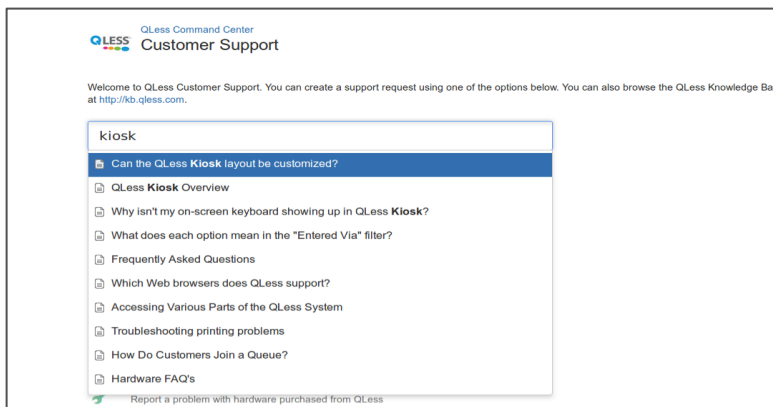 QLess Command Center
QLESS
Customer Support
Welcome to QLess Customer Support. You can create a support request using one of the options below. You can also browse the QLess Knowledge Ba
at http://kb.qless.com.
kiosk
Can the QLess Kiosk layout be customized?
QLess Kiosk Overview
Why isn't my on-screen keyboard showing up in QLess Kiosk?
What does each option mean in the "Entered Via" filter?
Frequently Asked Questions
Which Web browsers does QLess support?
Accessing Various Parts of the QLess System
Troubleshooting printing problems
How Do Customers Join a Queue?
Hardware FAQ's
Report a problem with hardware purchased from QLess